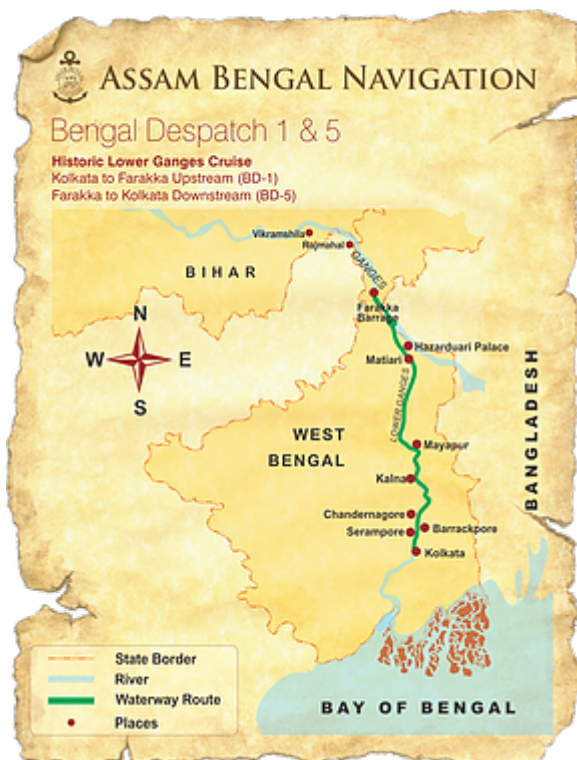 ASSAM BENGAL NAVIGATION
Bengal Despatch 1 & 5
Historic Lower Ganges Cruise
Kolkata to Farakka Upstream (BD-1)
Farakka to Kolkata Downstream (BD-5)
Vikramshila
Rajmahal
GANGES
BIHAR
Farakka
Barrage
N
W E
S
Hazarduari Palace
Matiari
LOWER GANGES
BANGLADESH
WEST
BENGAL
Mayapur
Kalna
Chandernagore
Serampore
Barrackpore
Kolkata
State Border
River
Waterway Route
Places
BAY OF BENGAL